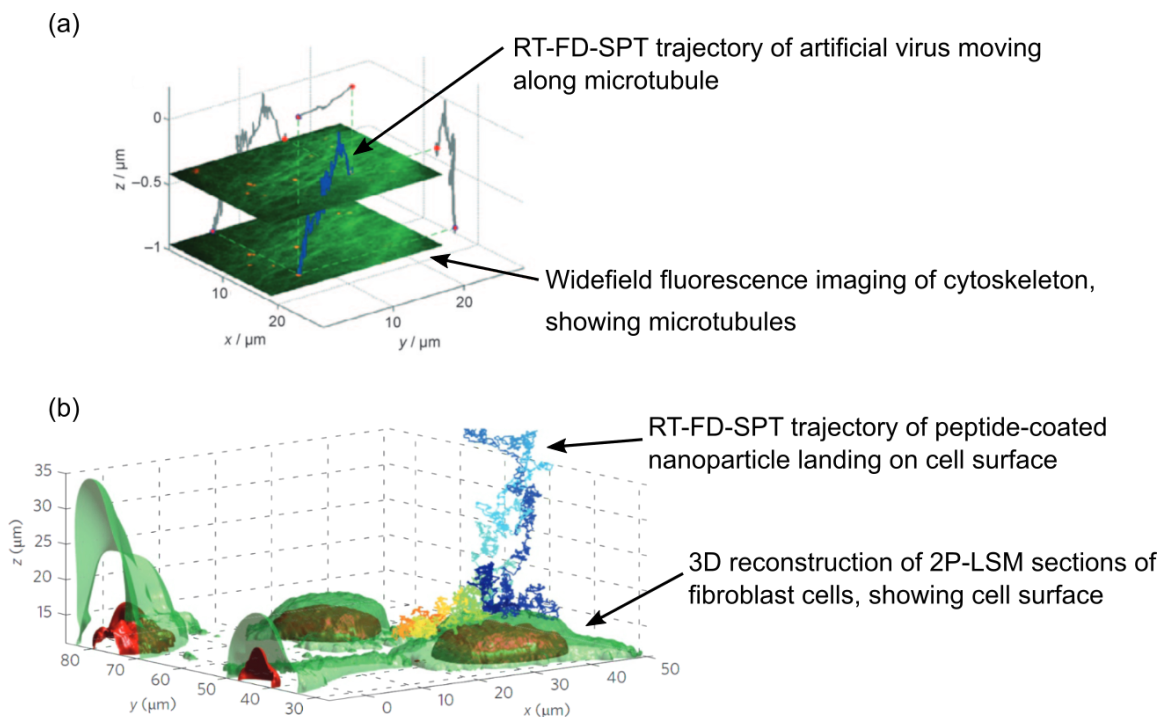 (a)
RT-FD-SPT trajectory of artificial virus moving
along microtubule
0
−0.5
−1
z / µm
10
20
x / µm
10
20
y / µm
Widefield fluorescence imaging of cytoskeleton,
showing microtubules
(b)
RT-FD-SPT trajectory of peptide-coated
nanoparticle landing on cell surface
35
30
25
20
15
z (µm)
3D reconstruction of 2P-LSM sections of
fibroblast cells, showing cell surface
80
70
60
50
40
30
y (µm)
0
10
20
30
40
50
x (µm)